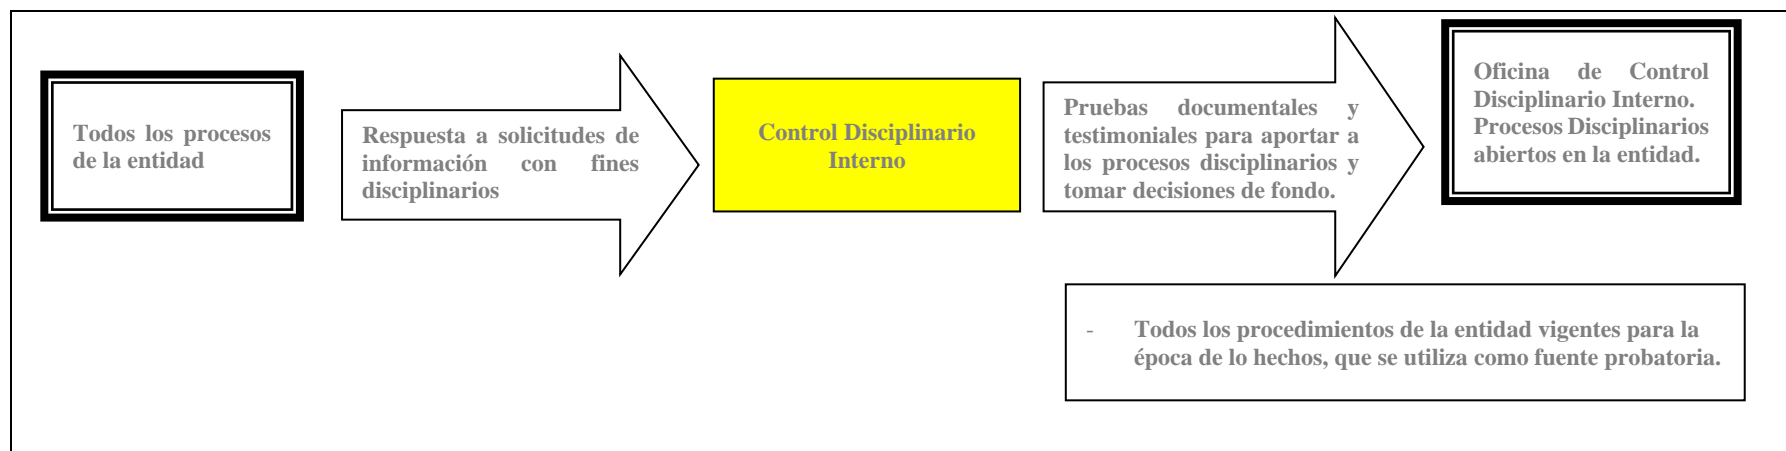 Todos los procesos
de la entidad
Respuesta a solicitudes de
información con fines
disciplinarios
Control Disciplinario
Interno
Pruebas documentales y
testimoniales para aportar a
los procesos disciplinarios y
tomar decisiones de fondo.
Oficina de Control
Disciplinario Interno.
Procesos Disciplinarios
abiertos en la entidad.
- Todos los procedimientos de la entidad vigentes para la
época de lo hechos, que se utiliza como fuente probatoria.